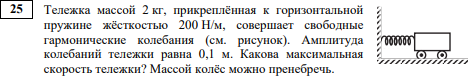 25
Тележка массой 2 кг, прикреплённая к горизонтальной
пружине жёсткостью 200 Н/м, совершает свободные
гармонические колебания (см. рисунок). Амплитуда
колебаний тележки равна 0,1 м. Какова максимальная
скорость тележки? Массой колёс можно пренебречь.